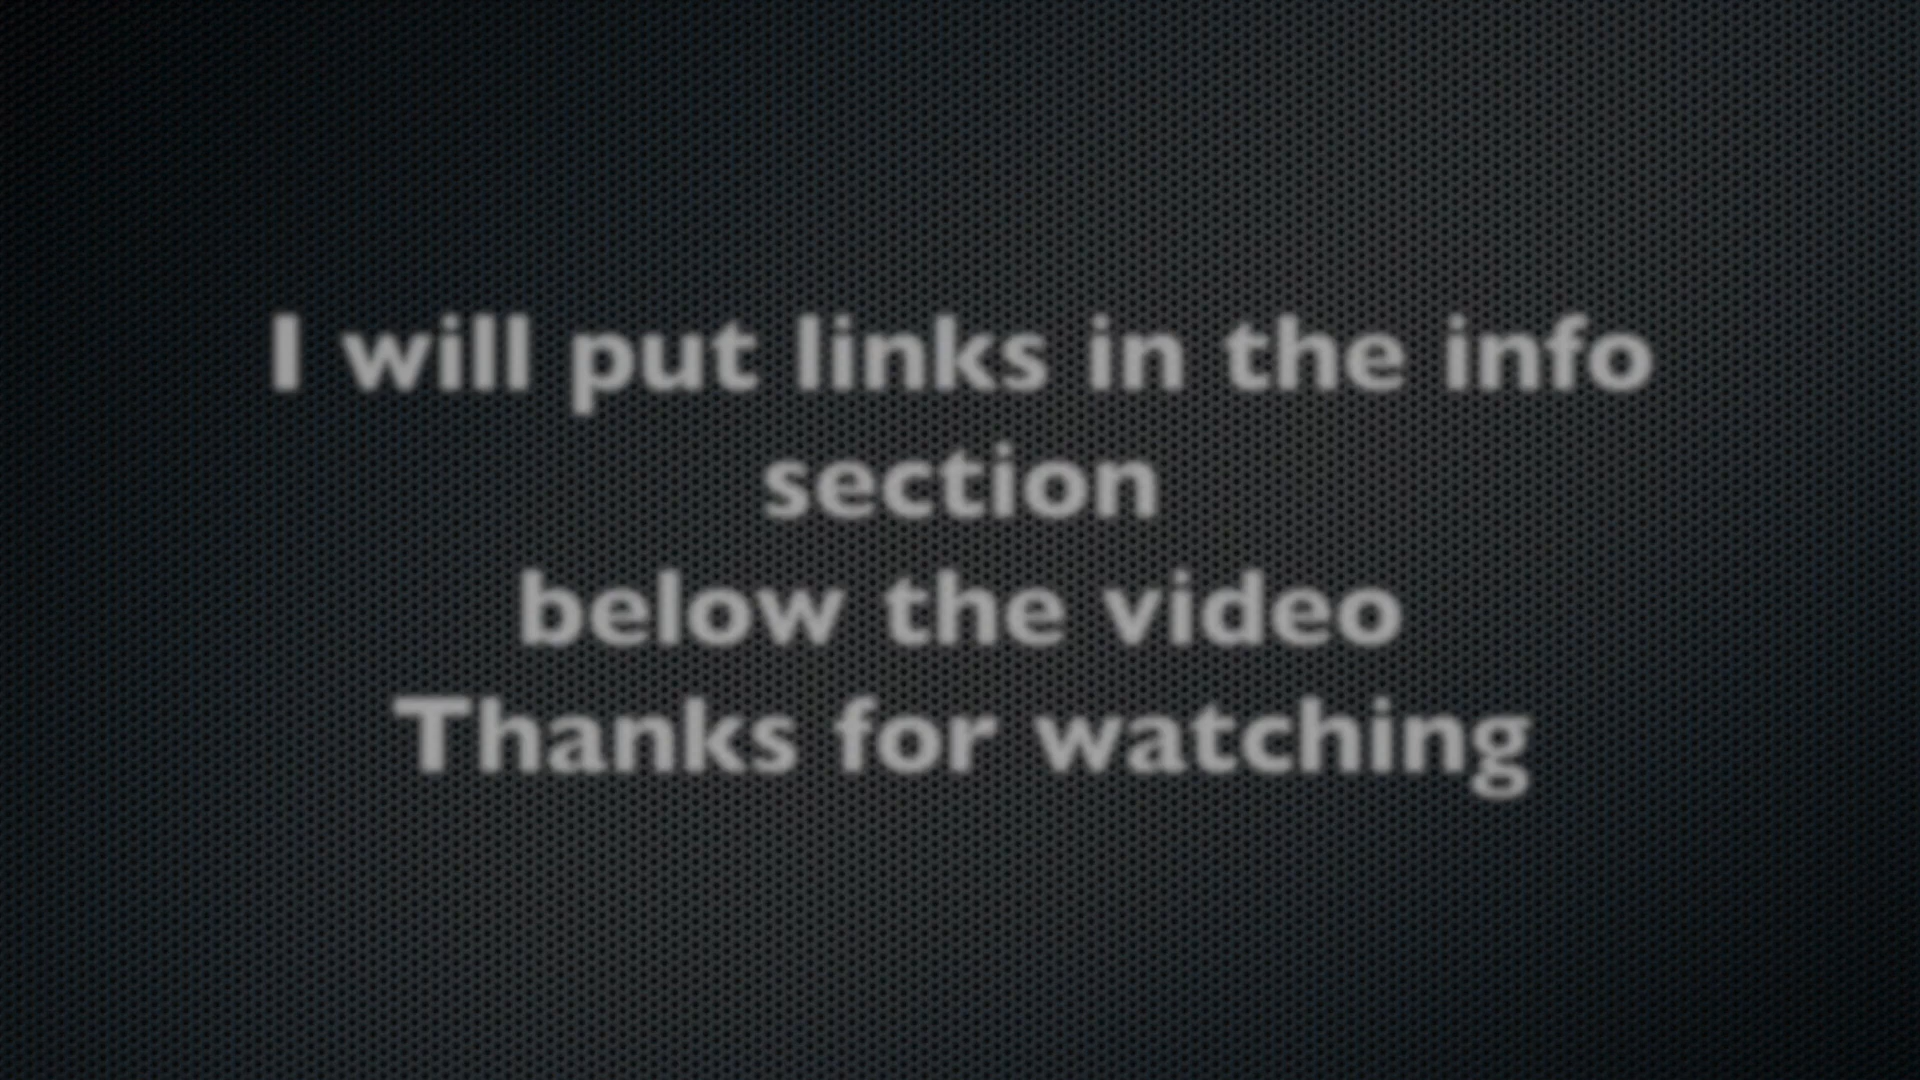 I will put links in the info
section
below the video
Thanks for watching